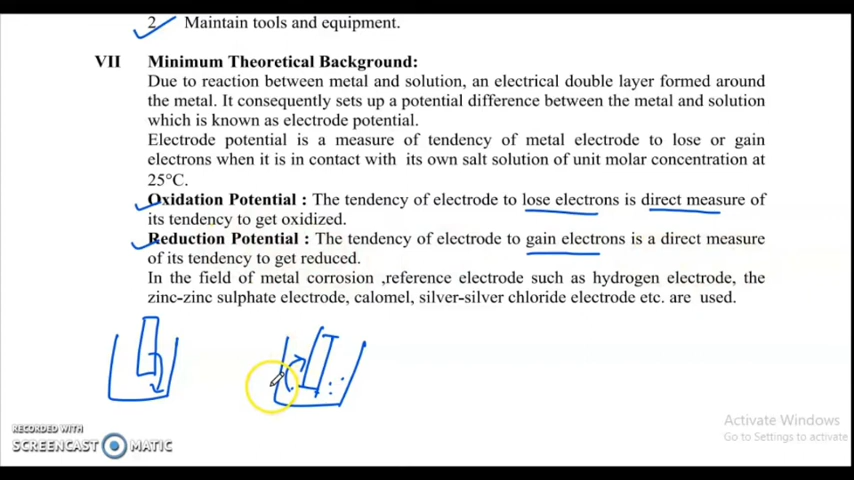 2 Maintain tools and equipment.
VII Minimum Theoretical Background:
Due to reaction between metal and solution, an electrical double layer formed around
the metal. It consequently sets up a potential difference between the metal and solution
which is known as electrode potential.
Electrode potential is a measure of tendency of metal electrode to lose or gain
electrons when it is in contact with its own salt solution of unit molar concentration at
25°C.
Oxidation Potential : The tendency of electrode to lose electrons is direct measure of
its tendency to get oxidized.
Reduction Potential : The tendency of electrode to gain electrons is a direct measure
of its tendency to get reduced.
In the field of metal corrosion ,reference electrode such as hydrogen electrode, the
zinc-zinc sulphate electrode, calomel, silver-silver chloride electrode etc. are used.
Activate Windows
Go to Settings to activate
RECORDED WITH
SCREENCAST MATIC